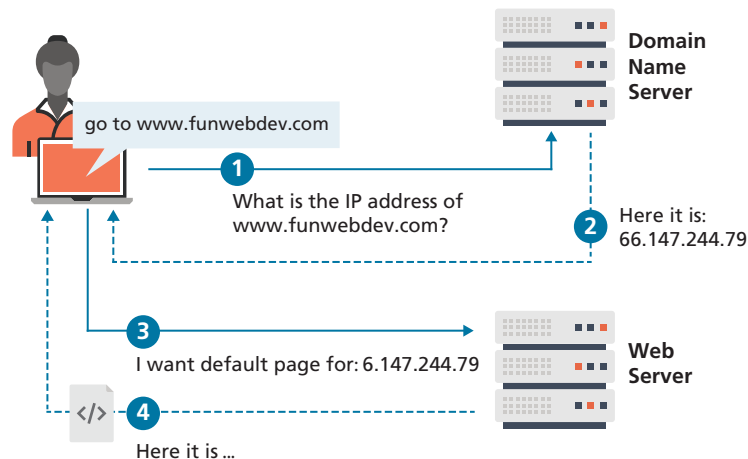 Domain
Name
Server
go to www.funwebdev.com
1
What is the IP address of
www.funwebdev.com?
2
Here it is:
66.147.244.79
3
I want default page for: 6.147.244.79
Web
Server
</>
4
Here it is ...